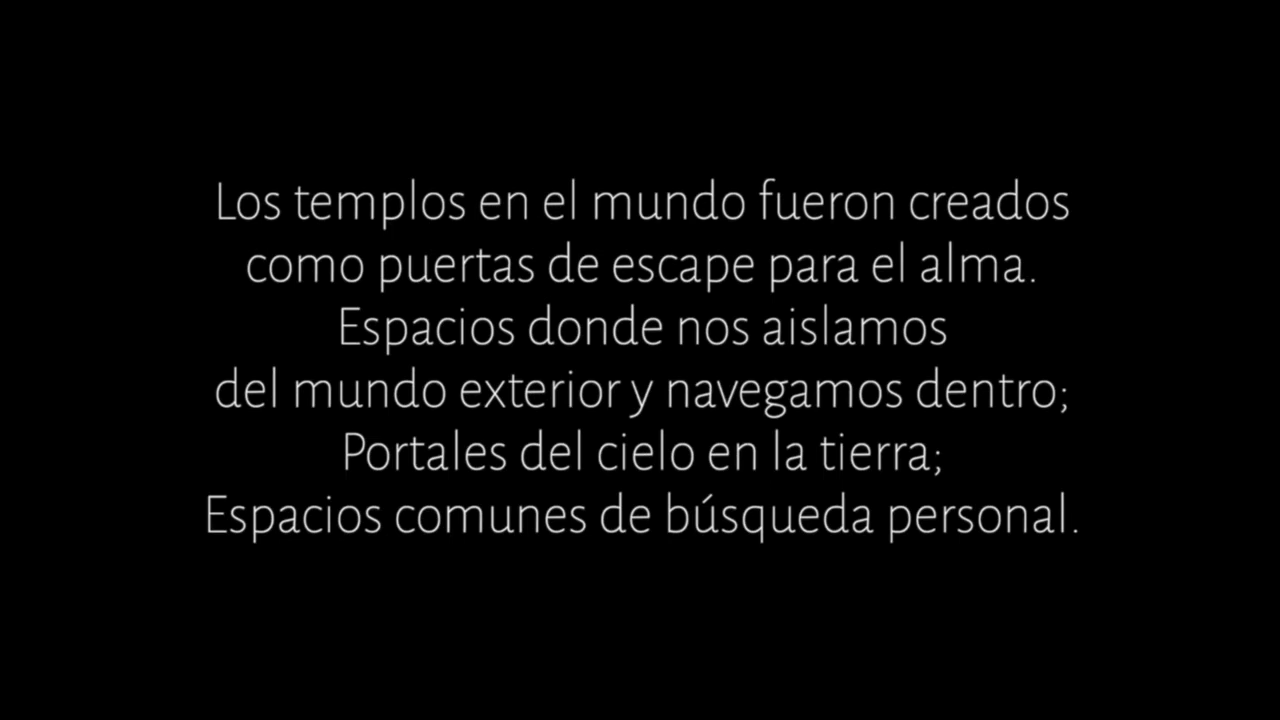 Los templos en el mundo fueron creados
como puertas de escape para el alma.
Espacios donde nos aislamos
del mundo exterior y navegamos dentro;
Portales del cielo en la tierra;
Espacios comunes de búsqueda personal.